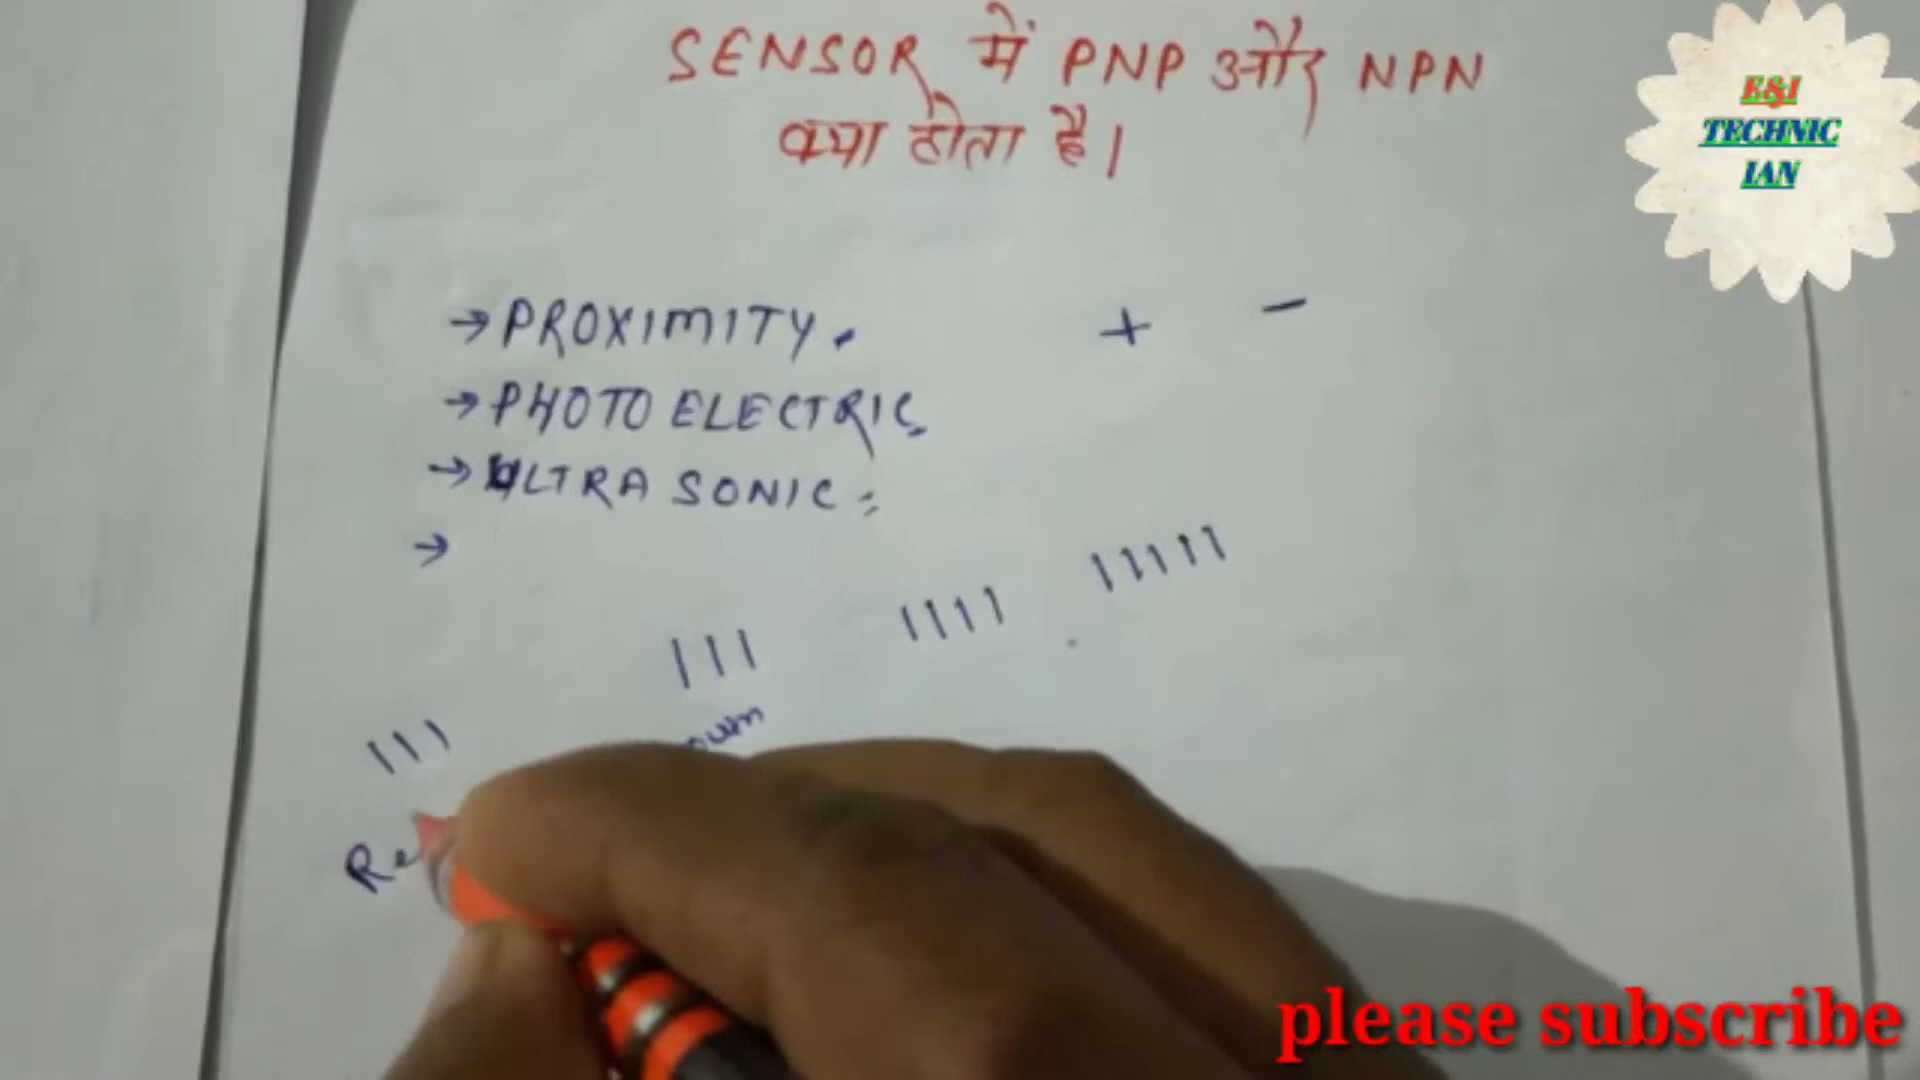 SENSOR में PNP और NPN
क्या होता है।
E&I
TECHNIC
IAN
→ PROXIMITY.
+ -
→ PHOTO ELECTRIC
→ ULTRA SONIC
→
please subscribe